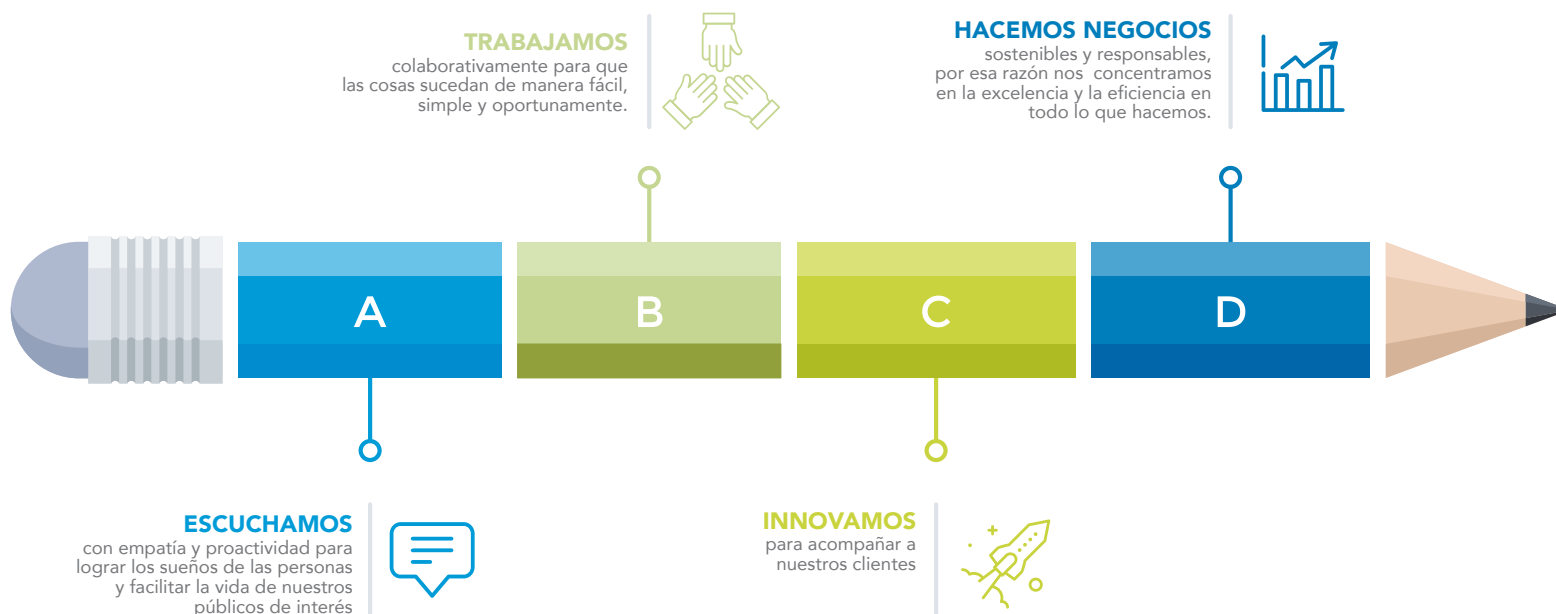 TRABAJAMOS
colaborativamente para que
las cosas sucedan de manera fácil,
simple y oportunamente.
HACEMOS NEGOCIOS
sostenibles y responsables,
por esa razón nos concentramos
en la excelencia y la eficiencia en
todo lo que hacemos.
A
B
C
D
ESCUCHAMOS
con empatía y proactividad para
lograr los sueños de las personas
y facilitar la vida de nuestros
públicos de interés
INNOVAMOS
para acompañar a
nuestros clientes